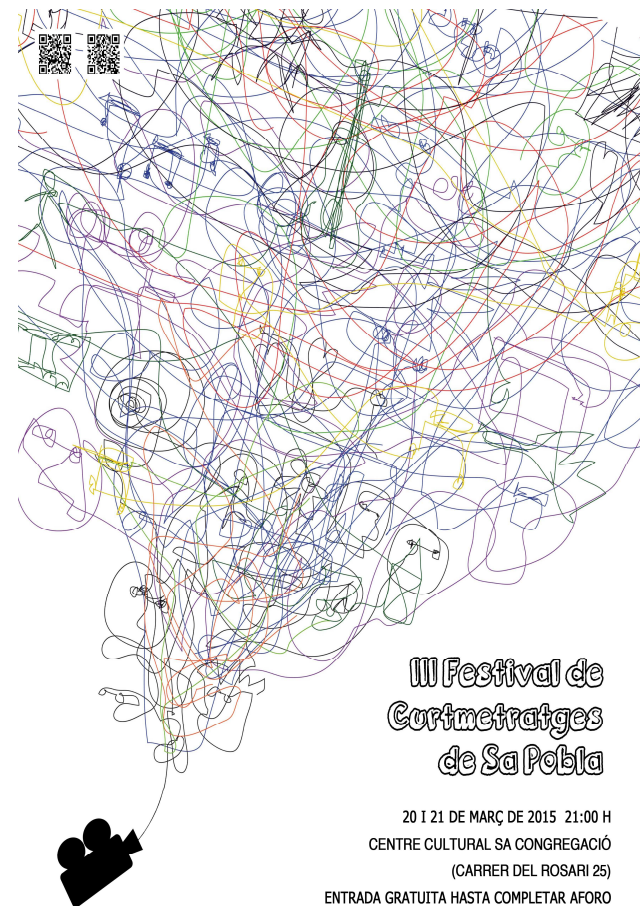 III Festival de
Curtmetratges
de Sa Pobla
20 I 21 DE MARÇ DE 2015 21:00 H
CENTRE CULTURAL SA CONGREGACIÓ
(CARRER DEL ROSARI 25)
ENTRADA GRATUITA HASTA COMPLETAR AFORO